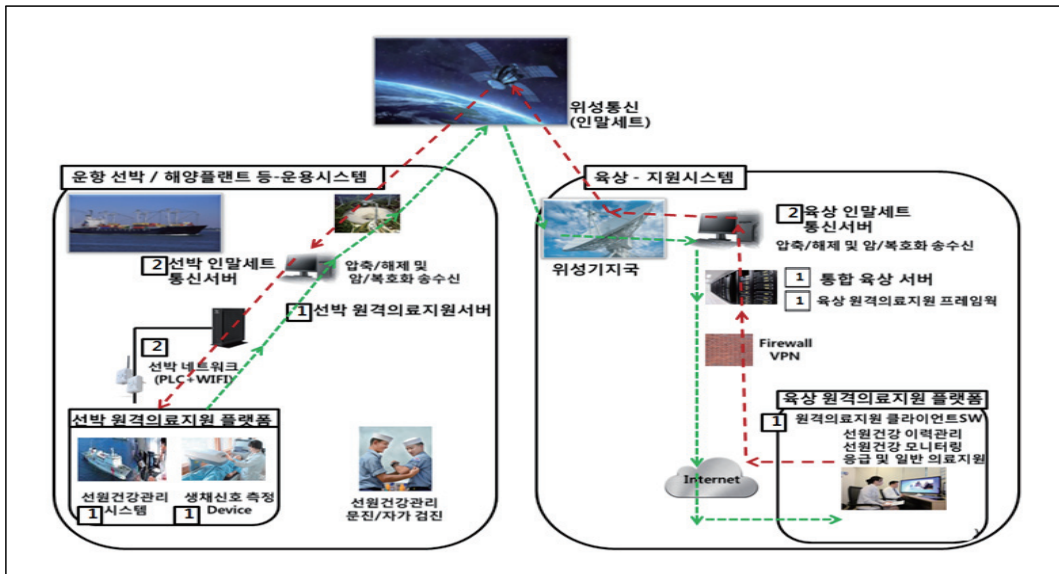 위성통신
(인말세트)
운항 선박 / 해양플랜트 등-운용시스템
2 선박 인말세트
통신서버
압축/해제 및
암/복호화 송수신
1 선박 원격의료지원서버
2
선박 네트워크
(PLC+WIFI)
선박 원격의료지원 플랫폼
선원건강관리
1 시스템
생채신호 측정
1 Device
선원건강관리
문진/자가 검진
육상 - 지원시스템
위성기지국
2 육상 인말세트
통신서버
압축/해제 및 암/복호화 송수신
1 통합 육상 서버
1 육상 원격의료지원 프레임웍
Firewall
VPN
육상 원격의료지원 플랫폼
1 원격의료지원 클라이언트SW
선원건강 이력관리
선원건강 모니터링
응급 및 일반 의료지원
Internet